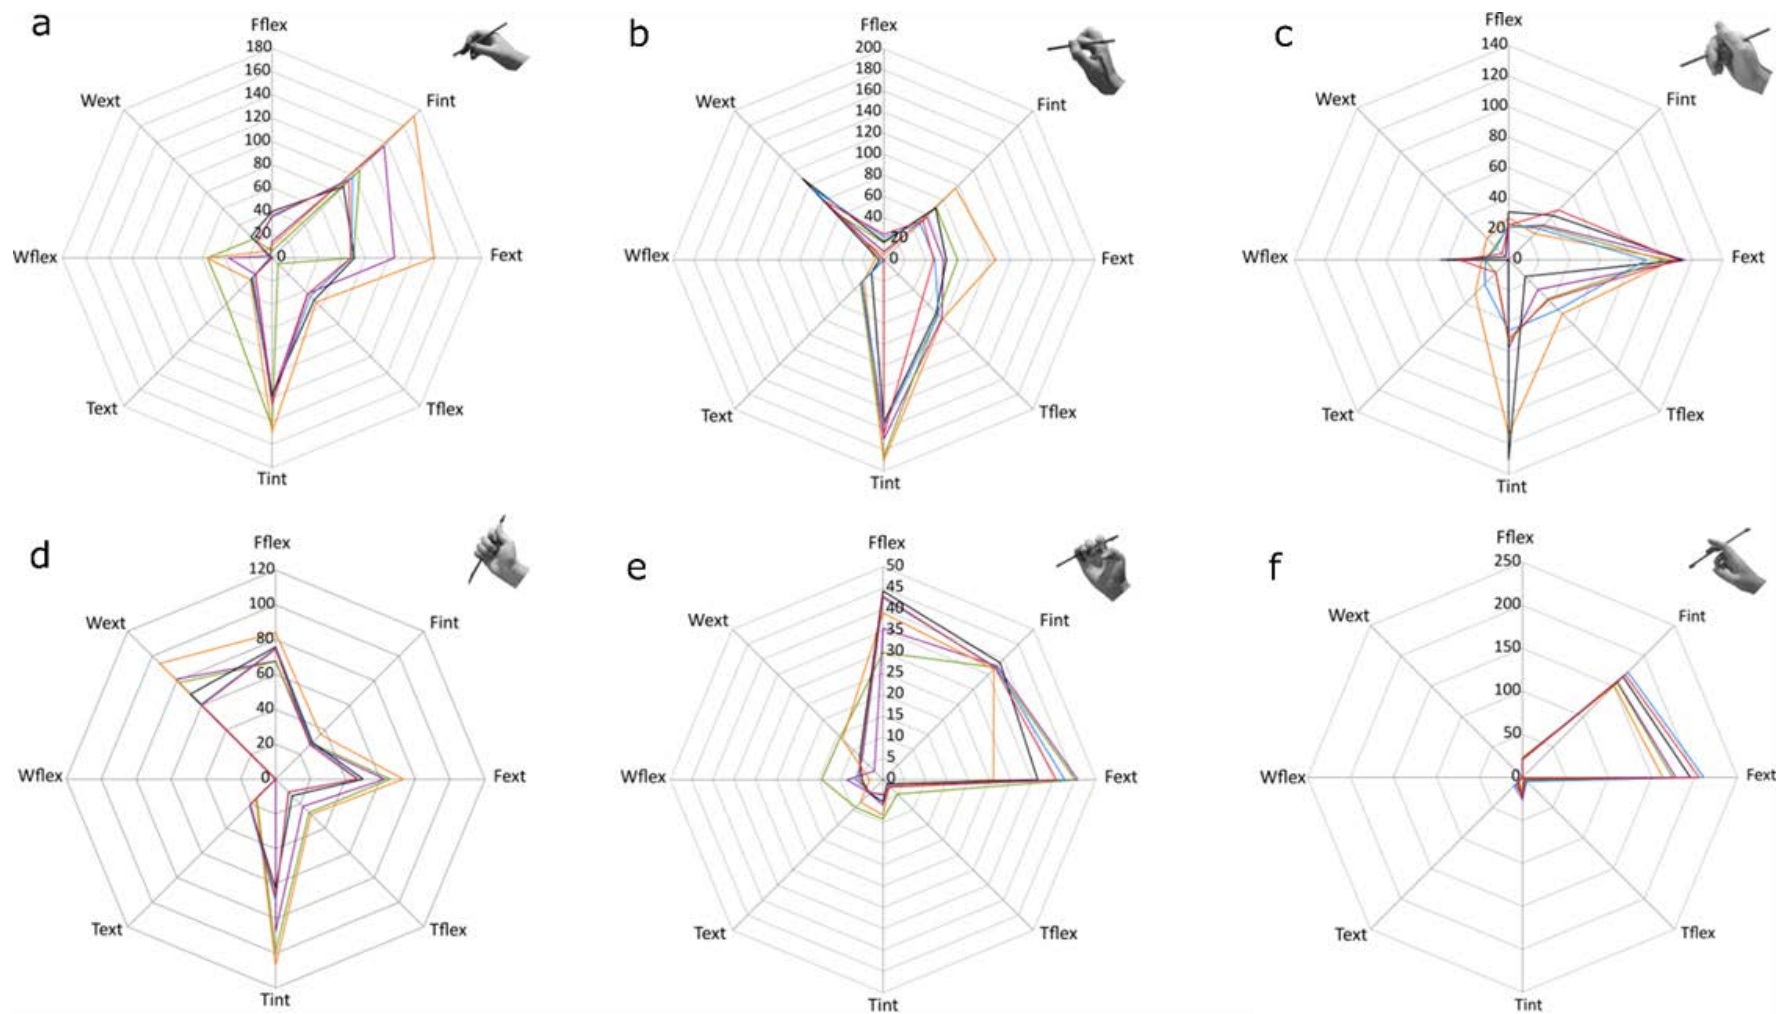 a
Fflex
180
160
140
120
100
80
60
40
20
0
Fint
Fext
Tflex
Tint
Text
Wflex
Wext
b
Fflex
200
180
160
140
120
100
80
60
40
20
0
Fint
Fext
Tflex
Tint
Text
Wflex
Wext
c
Fflex
140
120
100
80
60
40
20
0
Fint
Fext
Tflex
Tint
Text
Wflex
Wext
d
Fflex
120
100
80
60
40
20
0
Fint
Fext
Tflex
Tint
Text
Wflex
Wext
e
Fflex
50
45
40
35
30
25
20
15
10
5
0
Fint
Fext
Tflex
Tint
Text
Wflex
Wext
f
Fflex
250
200
150
100
50
0
Fint
Fext
Tflex
Tint
Text
Wflex
Wext